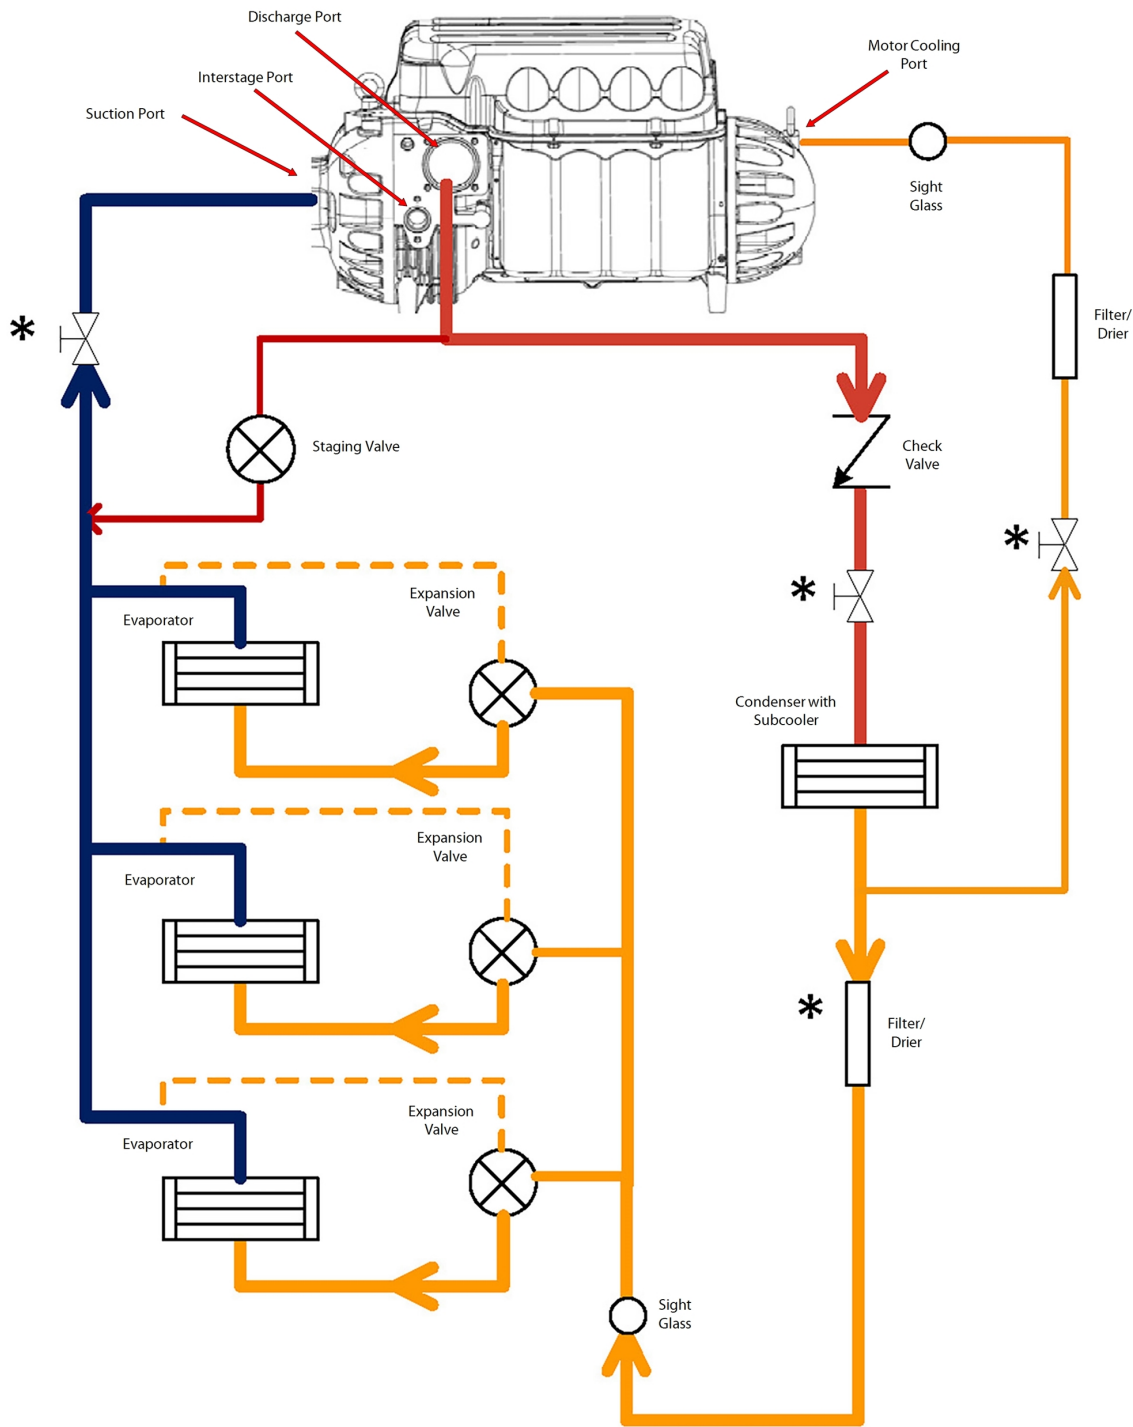 Discharge Port
Motor Cooling
Port
Interstage Port
Suction Port
Sight
Glass
Filter/
Drier
*
Staging Valve
Check
Valve
*
*
Expansion
Valve
Evaporator
Condenser with
Subcooler
Expansion
Valve
Evaporator
*
Filter/
Drier
Expansion
Valve
Evaporator
Sight
Glass